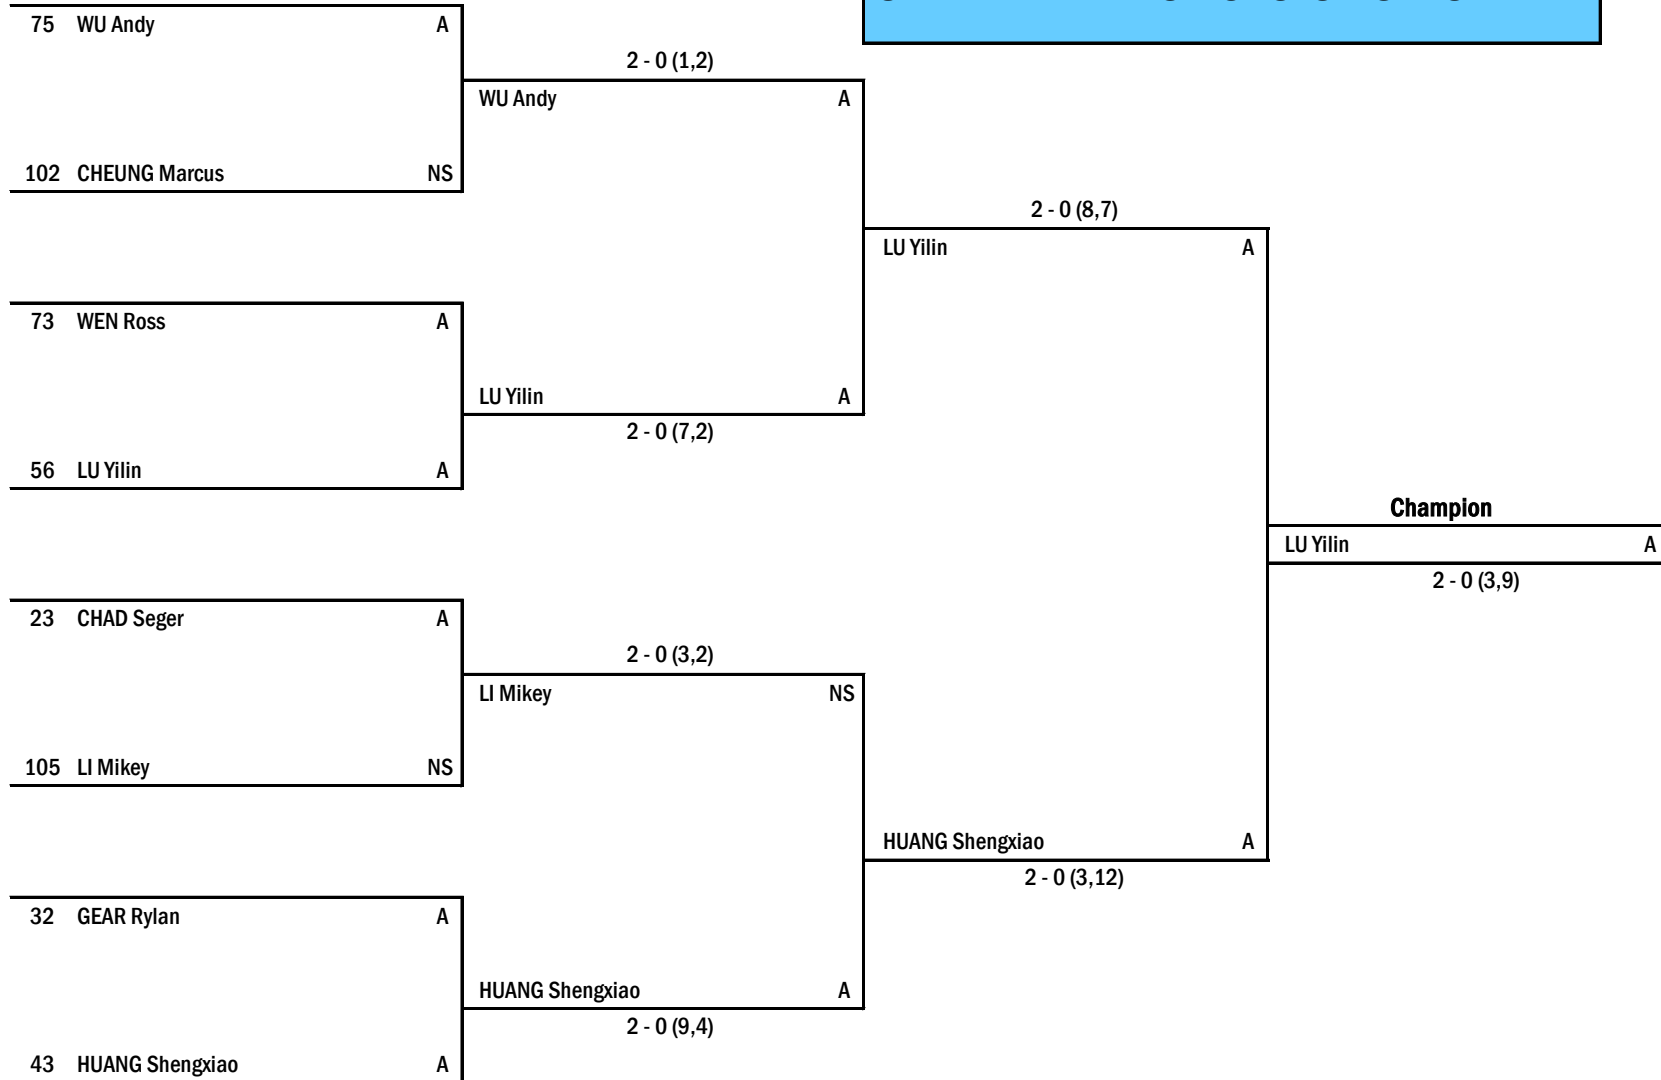 75 WU Andy A
2 - 0 (1,2)
WU Andy A
102 CHEUNG Marcus NS
2 - 0 (8,7)
LU Yilin A
73 WEN Ross A
LU Yilin A
2 - 0 (7,2)
56 LU Yilin A
Champion
LU Yilin A
2 - 0 (3,9)
23 CHAD Seger A
2 - 0 (3,2)
LI Mikey NS
105 LI Mikey NS
HUANG Shengxiao A
2 - 0 (3,12)
32 GEAR Rylan A
HUANG Shengxiao A
2 - 0 (9,4)
43 HUANG Shengxiao A